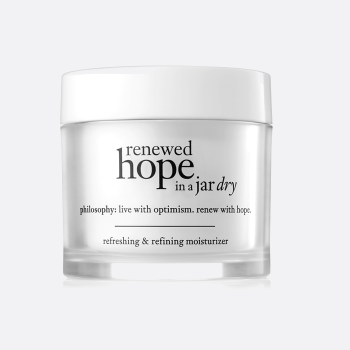 renewed
hope
in a jar dry
philosophy: live with optimism. renew with hope.
refreshing & refining moisturizer